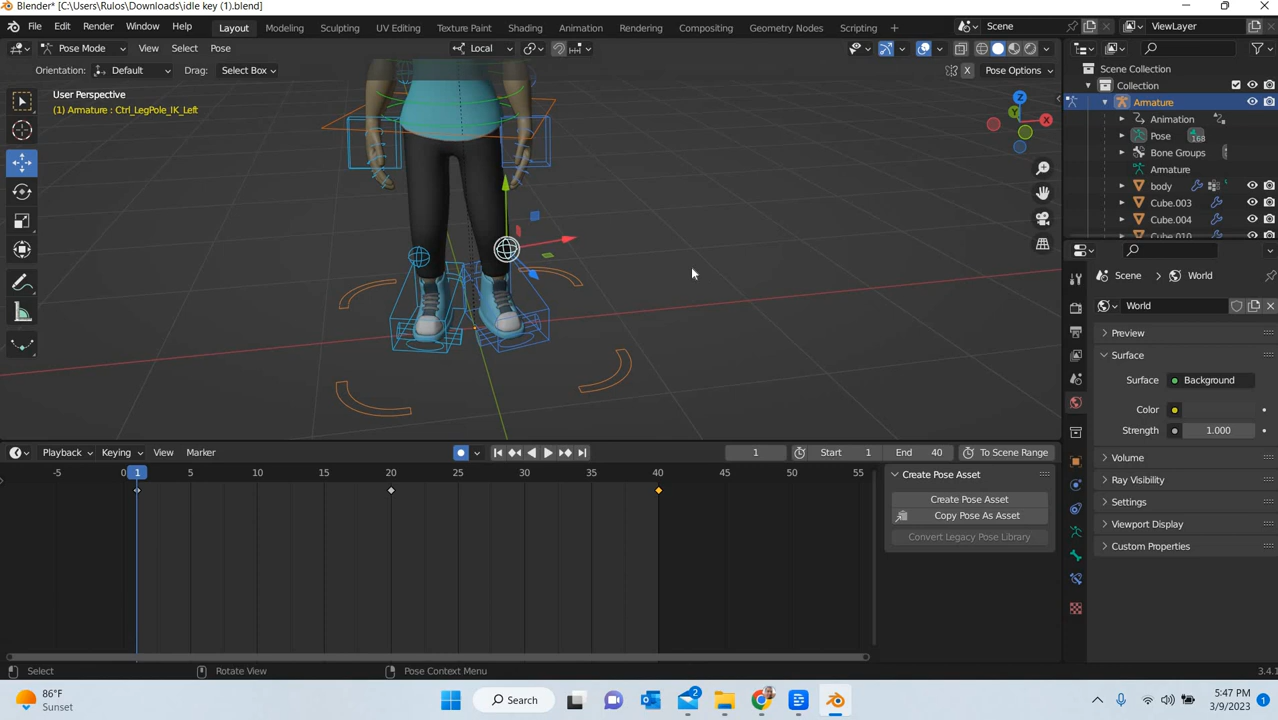 Blender* [C:\Users\Rulos\Downloads\idle key (1).blend]
File Edit Render Window Help Layout Modeling Sculpting UV Editing Texture Paint Shading Animation Rendering Compositing Geometry Nodes Scripting + Scene ViewLayer
Pose Mode View Select Pose Local
Orientation: Default Drag: Select Box X Pose Options
User Perspective
(1) Armature : Ctrl_LegPole_IK_Left
Z
Y
X
Scene Collection
Collection
Armature
Animation
Pose 168
Bone Groups
Armature
body
Cube.003
Cube.004
Cube.010
Scene World
World
Preview
Surface
Surface Background
Color
Strength 1.000
Volume
Ray Visibility
Settings
Viewport Display
Custom Properties
Playback Keying View Marker 1 Start 1 End 40 To Scene Range
-5 0 1 5 10 15 20 25 30 35 40 45 50 55
Create Pose Asset
Create Pose Asset
Copy Pose As Asset
Convert Legacy Pose Library
Select Rotate View Pose Context Menu 3.4.1
86°F
Sunset
Search
2
5:47 PM
3/9/2023
1